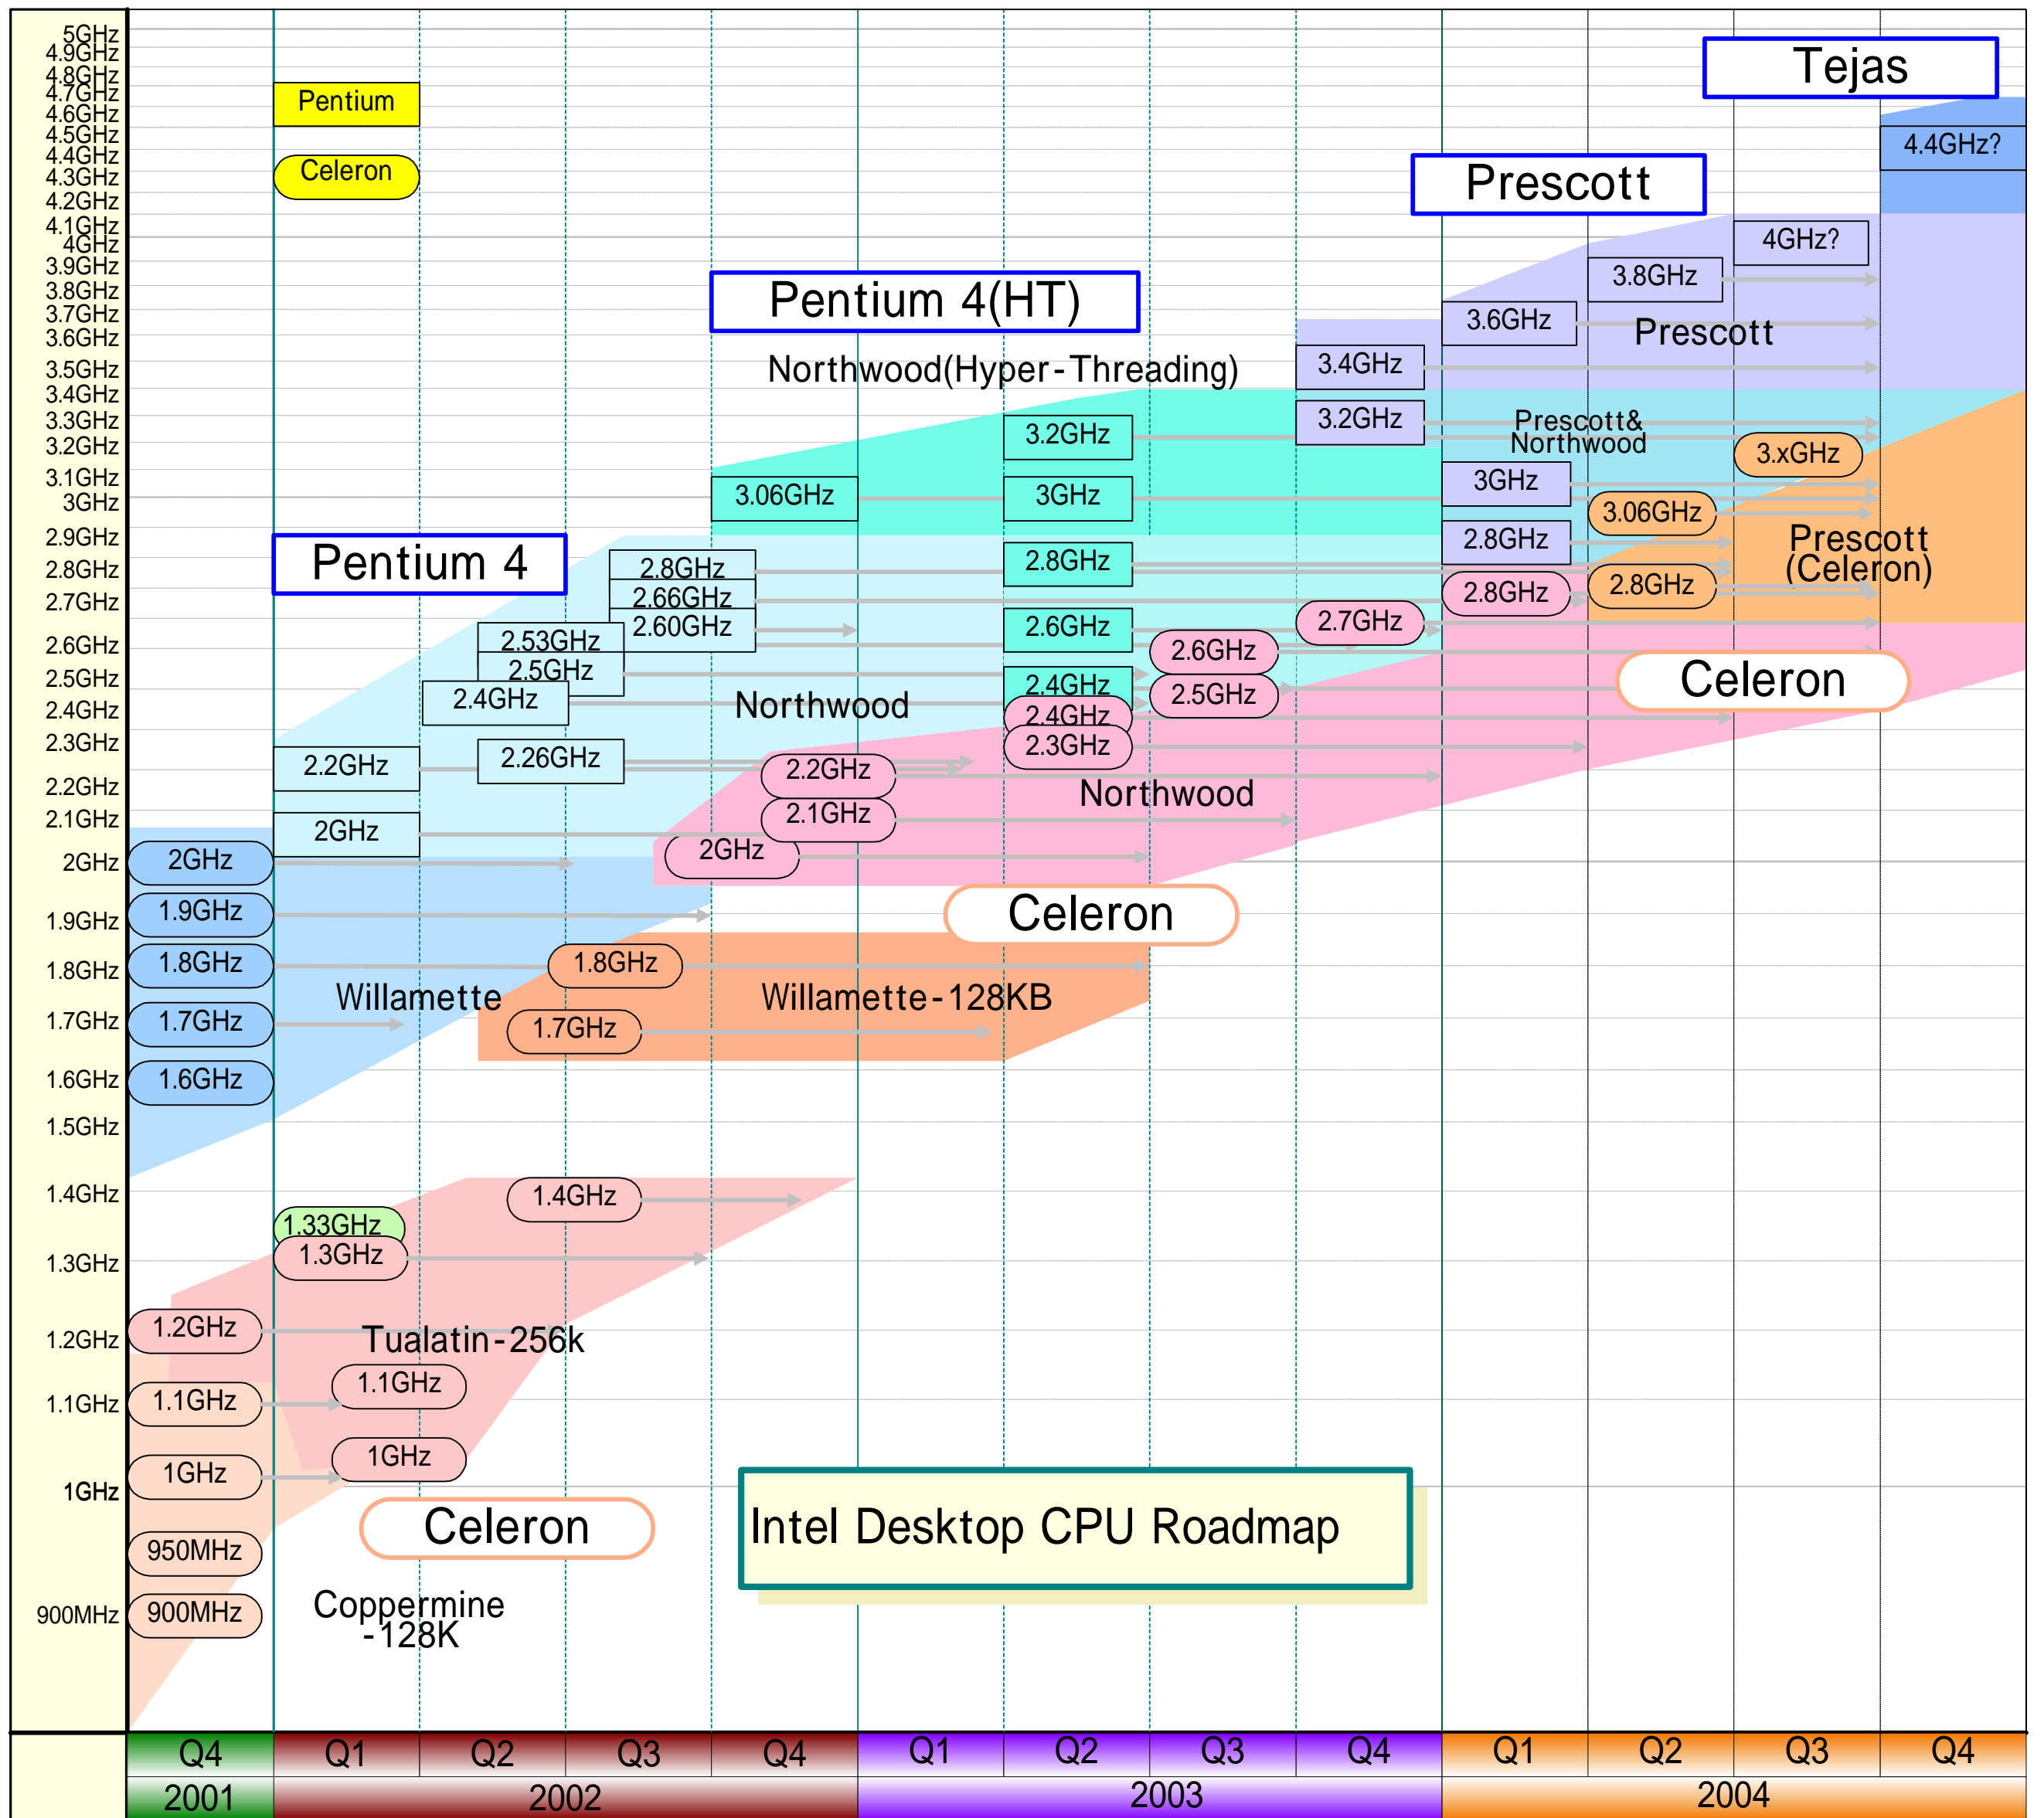 5GHz
4.9GHz
4.8GHz
4.7GHz
4.6GHz
4.5GHz
4.4GHz
4.3GHz
4.2GHz
4.1GHz
4GHz
3.9GHz
3.8GHz
3.7GHz
3.6GHz
3.5GHz
3.4GHz
3.3GHz
3.2GHz
3.1GHz
3GHz
2.9GHz
2.8GHz
2.7GHz
2.6GHz
2.5GHz
2.4GHz
2.3GHz
2.2GHz
2.1GHz
2GHz
1.9GHz
1.8GHz
1.7GHz
1.6GHz
1.5GHz
1.4GHz
1.3GHz
1.2GHz
1.1GHz
1GHz
900MHz
Pentium
Celeron
Tejas
4.4GHz?
Prescott
4GHz?
3.8GHz
3.6GHz
Prescott
Pentium 4(HT)
Northwood(Hyper-Threading)
3.4GHz
3.2GHz
3.2GHz
Prescott&
Northwood
3.xGHz
3.06GHz
3GHz
3GHz
3.06GHz
Pentium 4
2.8GHz
2.8GHz
2.8GHz
Prescott
(Celeron)
2.66GHz
2.8GHz
2.8GHz
2.60GHz
2.6GHz
2.7GHz
2.53GHz
2.6GHz
2.5GHz
2.4GHz
2.5GHz
Celeron
2.4GHz
Northwood
2.4GHz
2.3GHz
2.2GHz
2.26GHz
2.2GHz
Northwood
2.1GHz
2GHz
2GHz
2GHz
1.9GHz
Celeron
1.8GHz
1.8GHz
Willamette
Willamette-128KB
1.7GHz
1.7GHz
1.6GHz
1.4GHz
1.33GHz
1.3GHz
1.2GHz
Tualatin-256k
1.1GHz
1.1GHz
1GHz
1GHz
Celeron
Intel Desktop CPU Roadmap
950MHz
900MHz
Coppermine
-128K
Q4 Q1 Q2 Q3 Q4 Q1 Q2 Q3 Q4 Q1 Q2 Q3 Q4
2001 2002 2003 2004